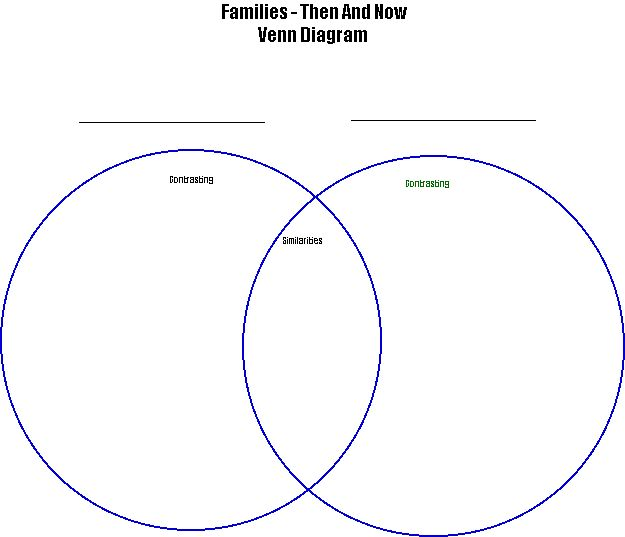 Families - Then And Now
Venn Diagram
Contrasting
Contrasting
Similarities